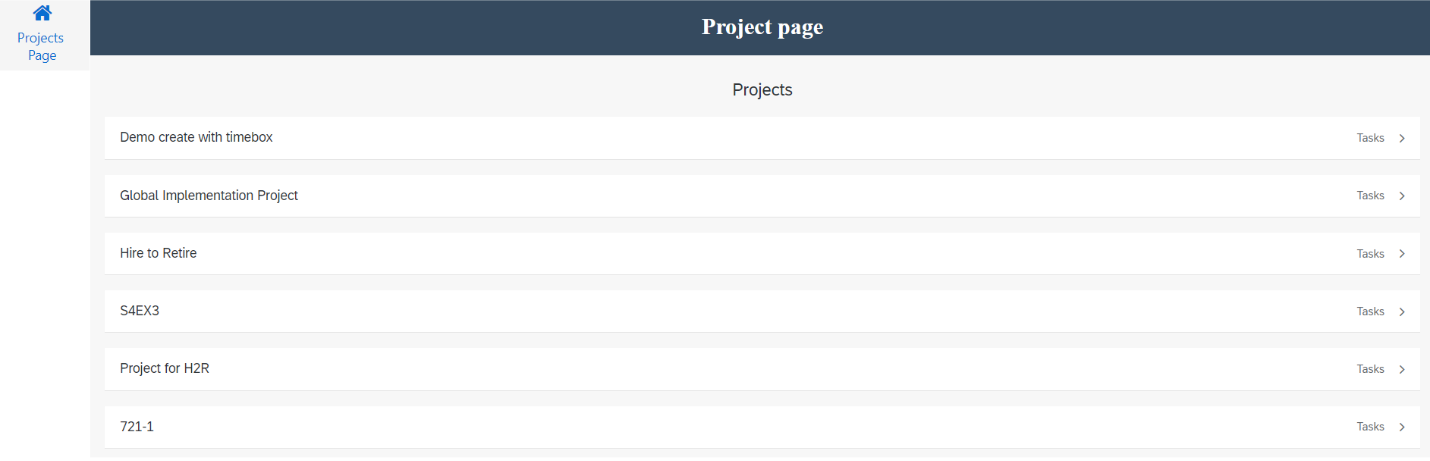 Projects
Page
Project page
Projects
Demo create with timebox
Tasks
Global Implementation Project
Tasks
Hire to Retire
Tasks
S4EX3
Tasks
Project for H2R
Tasks
721-1
Tasks